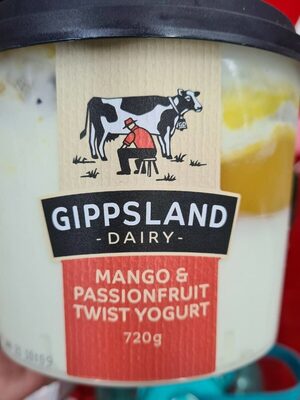 GIPPSLAND
- DAIRY -
MANGO &
PASSIONFRUIT
TWIST YOGURT
720g